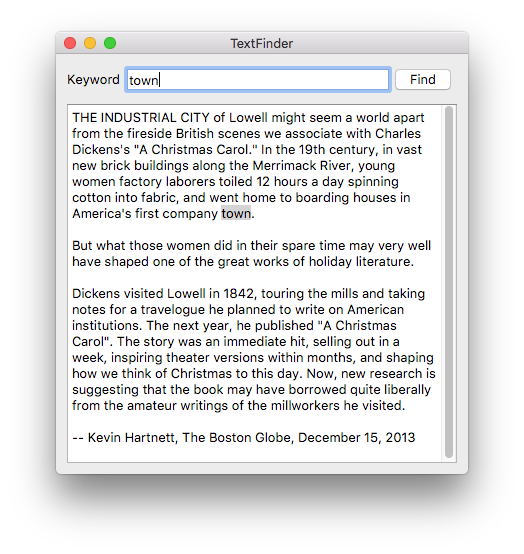 TextFinder
Keyword town Find
THE INDUSTRIAL CITY of Lowell might seem a world apart
from the fireside British scenes we associate with Charles
Dickens's "A Christmas Carol." In the 19th century, in vast
new brick buildings along the Merrimack River, young
women factory laborers toiled 12 hours a day spinning
cotton into fabric, and went home to boarding houses in
America's first company town.
But what those women did in their spare time may very well
have shaped one of the great works of holiday literature.
Dickens visited Lowell in 1842, touring the mills and taking
notes for a travelogue he planned to write on American
institutions. The next year, he published "A Christmas
Carol". The story was an immediate hit, selling out in a
week, inspiring theater versions within months, and shaping
how we think of Christmas to this day. Now, new research is
suggesting that the book may have borrowed quite liberally
from the amateur writings of the millworkers he visited.
-- Kevin Hartnett, The Boston Globe, December 15, 2013